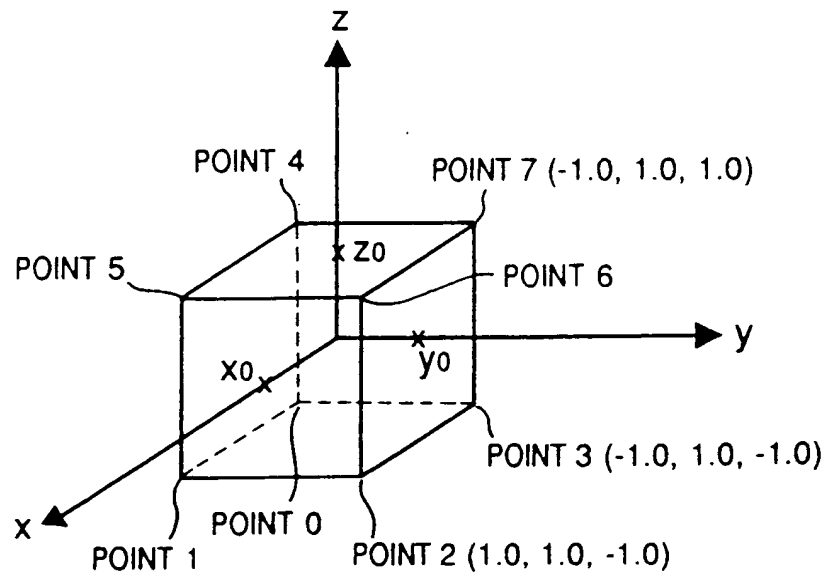 z
POINT 4
POINT 7 (-1.0, 1.0, 1.0)
z0
POINT 5
POINT 6
y
x0
y0
POINT 3 (-1.0, 1.0, -1.0)
x
POINT 0
POINT 1
POINT 2 (1.0, 1.0, -1.0)